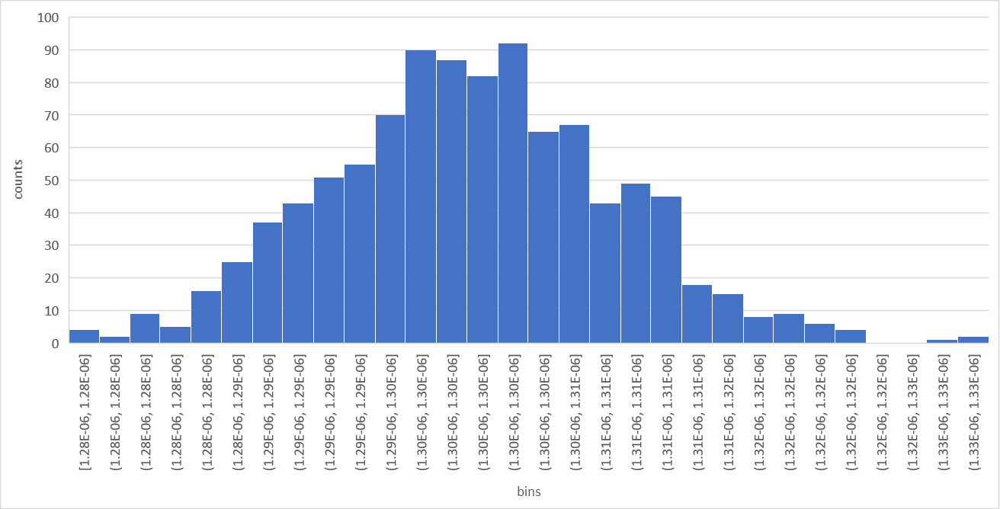 100
90
80
70
60
50
40
30
20
10
0
counts
[1.28E-06, 1.28E-06]
(1.28E-06, 1.28E-06]
(1.28E-06, 1.28E-06]
(1.28E-06, 1.28E-06]
(1.28E-06, 1.28E-06]
(1.28E-06, 1.29E-06]
(1.29E-06, 1.29E-06]
(1.29E-06, 1.29E-06]
(1.29E-06, 1.29E-06]
(1.29E-06, 1.29E-06]
(1.29E-06, 1.30E-06]
(1.30E-06, 1.30E-06]
(1.30E-06, 1.30E-06]
(1.30E-06, 1.30E-06]
(1.30E-06, 1.30E-06]
(1.30E-06, 1.30E-06]
(1.30E-06, 1.31E-06]
(1.31E-06, 1.31E-06]
(1.31E-06, 1.31E-06]
(1.31E-06, 1.31E-06]
(1.31E-06, 1.31E-06]
(1.31E-06, 1.32E-06]
(1.32E-06, 1.32E-06]
(1.32E-06, 1.32E-06]
(1.32E-06, 1.32E-06]
(1.32E-06, 1.32E-06]
(1.32E-06, 1.32E-06]
(1.32E-06, 1.33E-06]
(1.33E-06, 1.33E-06]
(1.33E-06, 1.33E-06]
bins